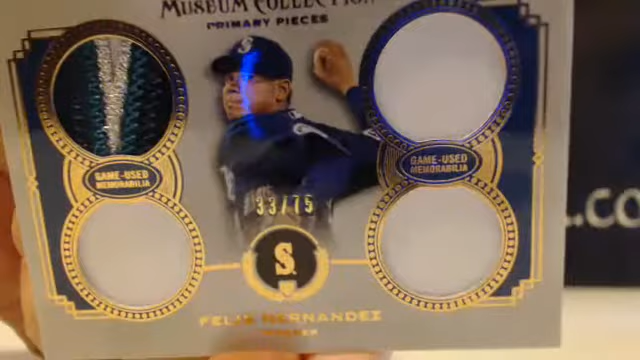 MUSEUM COLLECTION
PRIMARY PIECES
S
GAME-USED
MEMORABILIA
GAME-USED
MEMORABILIA
33/75
S
FELIX HERNANDEZ
.co